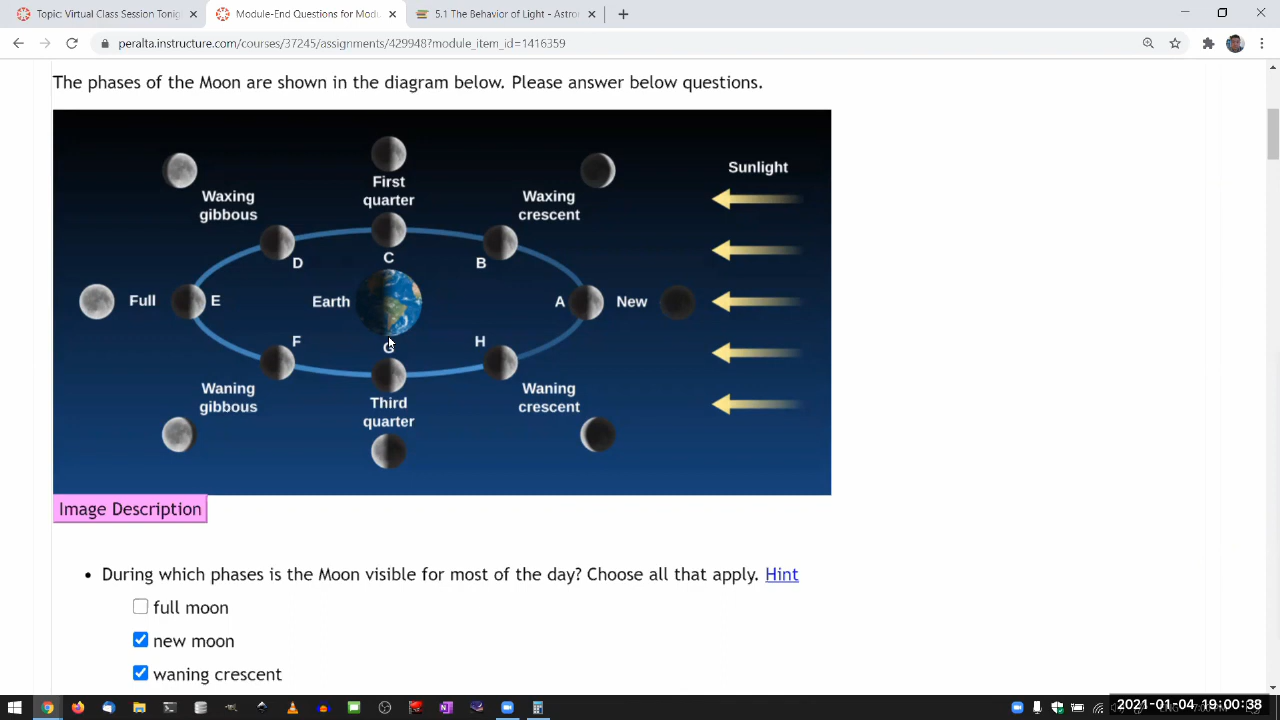 Topic: Virtual Class Session Tonig
Module-End Questions for Modu
5.1 The Behavior of Light - Astro
peralta.instructure.com/courses/37245/assignments/429948?module_item_id=1416359
The phases of the Moon are shown in the diagram below. Please answer below questions.
Sunlight
First
quarter
Waxing
gibbous
Waxing
crescent
C
D
B
Full
E
Earth
A
New
F
G
H
Waning
gibbous
Third
quarter
Waning
crescent
Image Description
• During which phases is the Moon visible for most of the day? Choose all that apply. Hint
full moon
new moon
waning crescent
2021-01-04 19:00:38